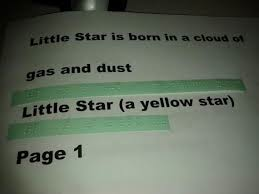 Little Star is born in a cloud of
gas and dust
Little Star (a yellow star)
Page 1